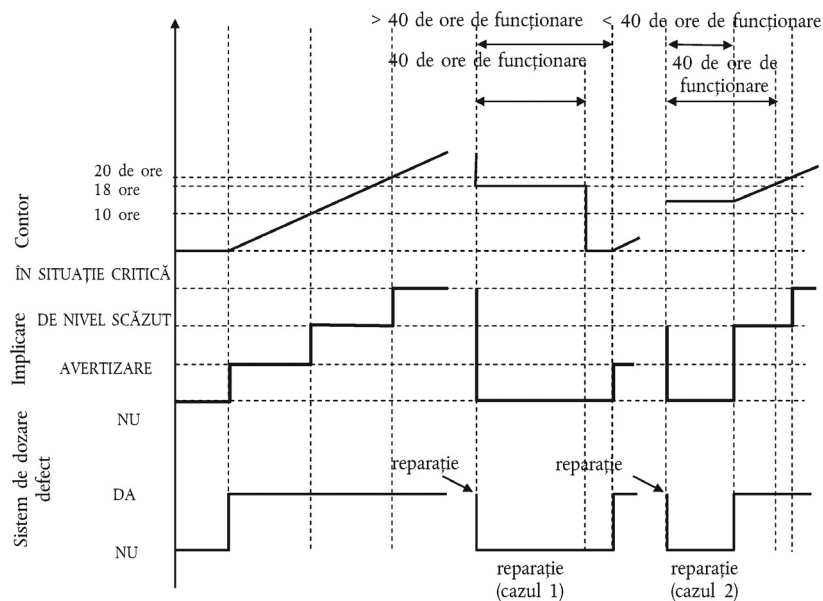 > 40 de ore de funcționare
< 40 de ore de funcționare
40 de ore de funcționare
40 de ore de
funcționare
20 de ore
18 ore
10 ore
Contor
ÎN SITUAȚIE CRITICĂ
DE NIVEL SCĂZUT
AVERTIZARE
NU
Implicare
Sistem de dozare
defect
DA
NU
reparație
reparație
reparație
(cazul 1)
reparație
(cazul 2)